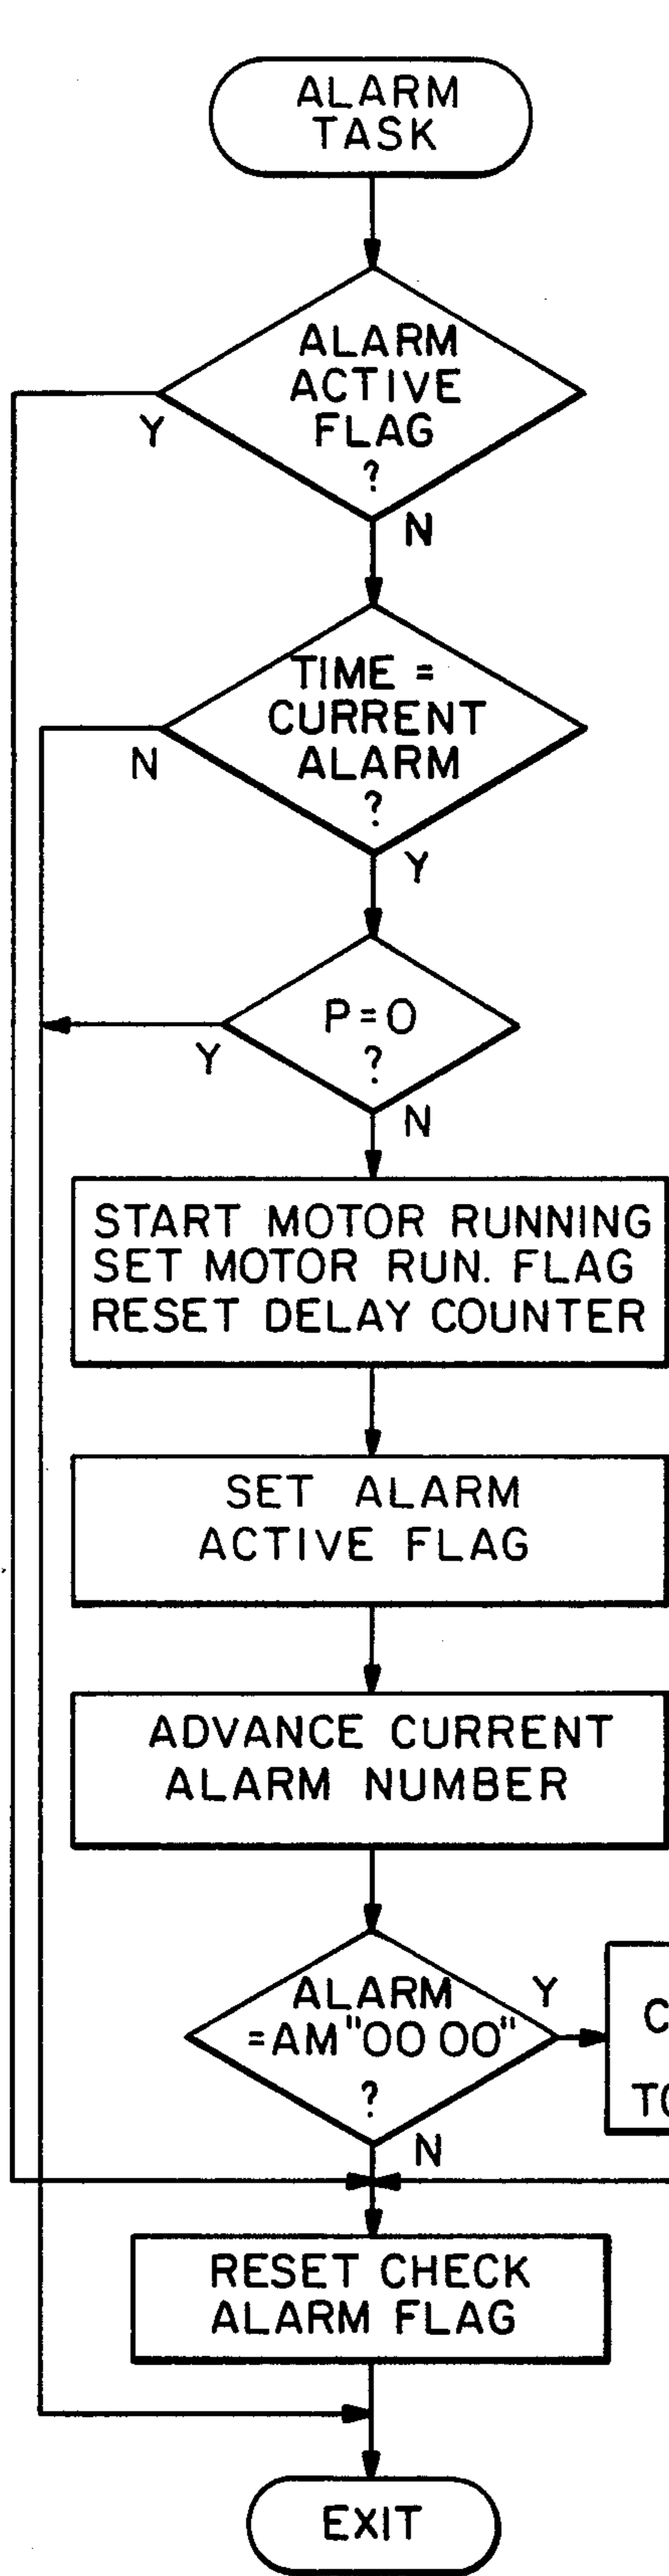 ALARM
TASK
ALARM
ACTIVE
FLAG
?
Y
N
TIME =
CURRENT
ALARM
?
N
Y
P=0
?
Y
N
START MOTOR RUNNING
SET MOTOR RUN. FLAG
RESET DELAY COUNTER
SET ALARM
ACTIVE FLAG
ADVANCE CURRENT
ALARM NUMBER
ALARM
=AM"00 00"
?
Y
N
RESET CHECK
ALARM FLAG
EXIT